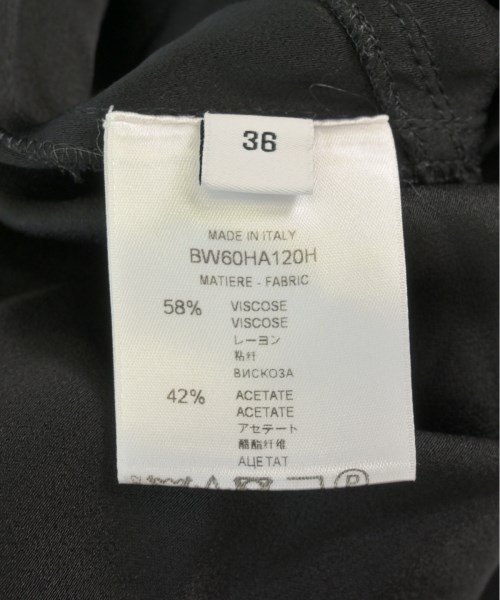 36
MADE IN ITALY
BW60HA120H
MATIERE - FABRIC
58% VISCOSE
VISCOSE
レーヨン
粘纤
ВИСКОЗА
42% ACETATE
ACETATE
アセテート
醋酯纤维
АЦЕТАТ
P